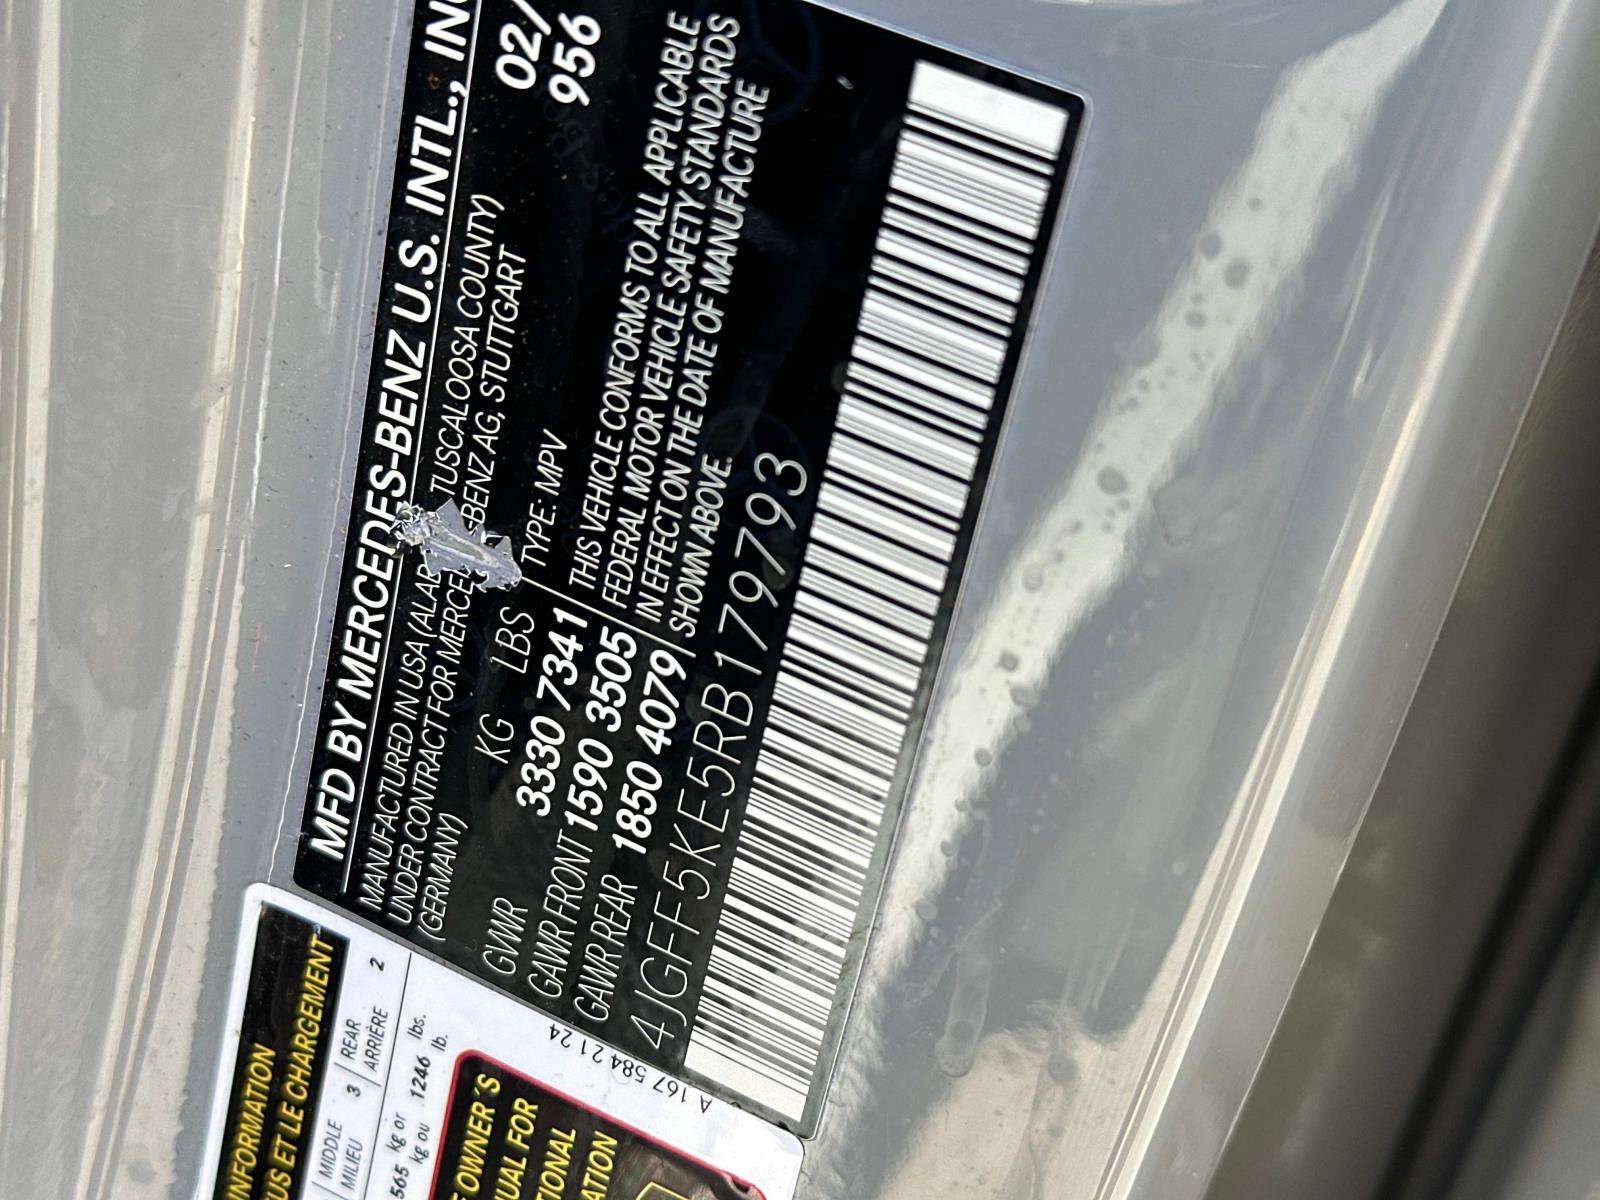 MFD BY MERCEDES-BENZ U.S. INTL., INC
MANUFACTURED IN USA (ALAB TUSCALOOSA COUNTY)
UNDER CONTRACT FOR MERCED -BENZ AG, STUTTGART
(GERMANY)
02/
956
KG LBS
TYPE: MPV
GVWR 3330 7341
GAWR FRONT 1590 3505
GAWR REAR 1850 4079
THIS VEHICLE CONFORMS TO ALL APPLICABLE
FEDERAL MOTOR VEHICLE SAFETY STANDARDS
IN EFFECT ON THE DATE OF MANUFACTURE
SHOWN ABOVE.
4JGFF5KE5RB179793
A 167 584 21 24
INFORMATION
US ET LE CHARGEMENT
MIDDLE 3 REAR 2
MILIEU ARRIÈRE
565 kg or 1246 lbs.
kg ou lb.
OWNER'S
UAL FOR
TIONAL
ATION